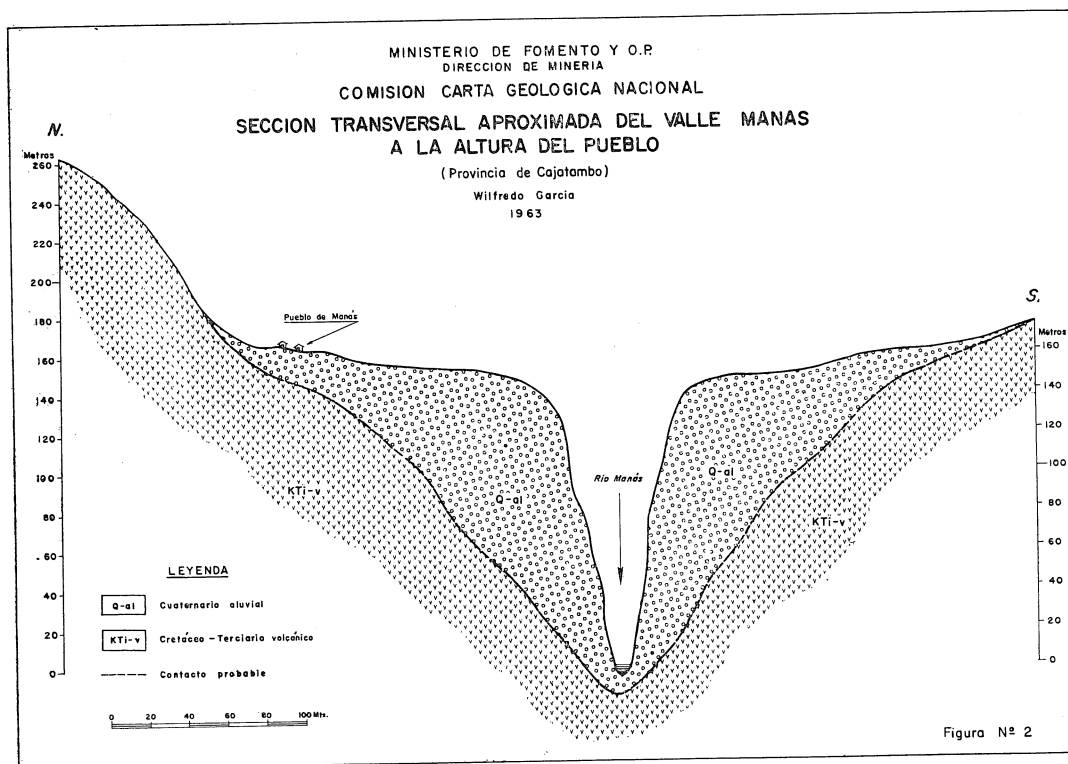 MINISTERIO DE FOMENTO Y O.P.
DIRECCION DE MINERIA
COMISION CARTA GEOLOGICA NACIONAL
SECCION TRANSVERSAL APROXIMADA DEL VALLE MANAS
A LA ALTURA DEL PUEBLO
(Provincia de Cajatambo)
Wilfredo Garcia
1963
N.
Metros
260
240
220
200
180
160
140
120
100
80
60
40
20
0
Pueblo de Manás
S.
Metros
160
140
120
100
80
60
40
20
0
Rio Manás
Q-al
Q-al
KTi-v
KTi-v
LEYENDA
Q-al Cuaternario aluvial
KTi-v Cretáceo-Terciario volcánico
Contacto probable
0 20 40 60 80 100 Mts.
Figura Nº 2